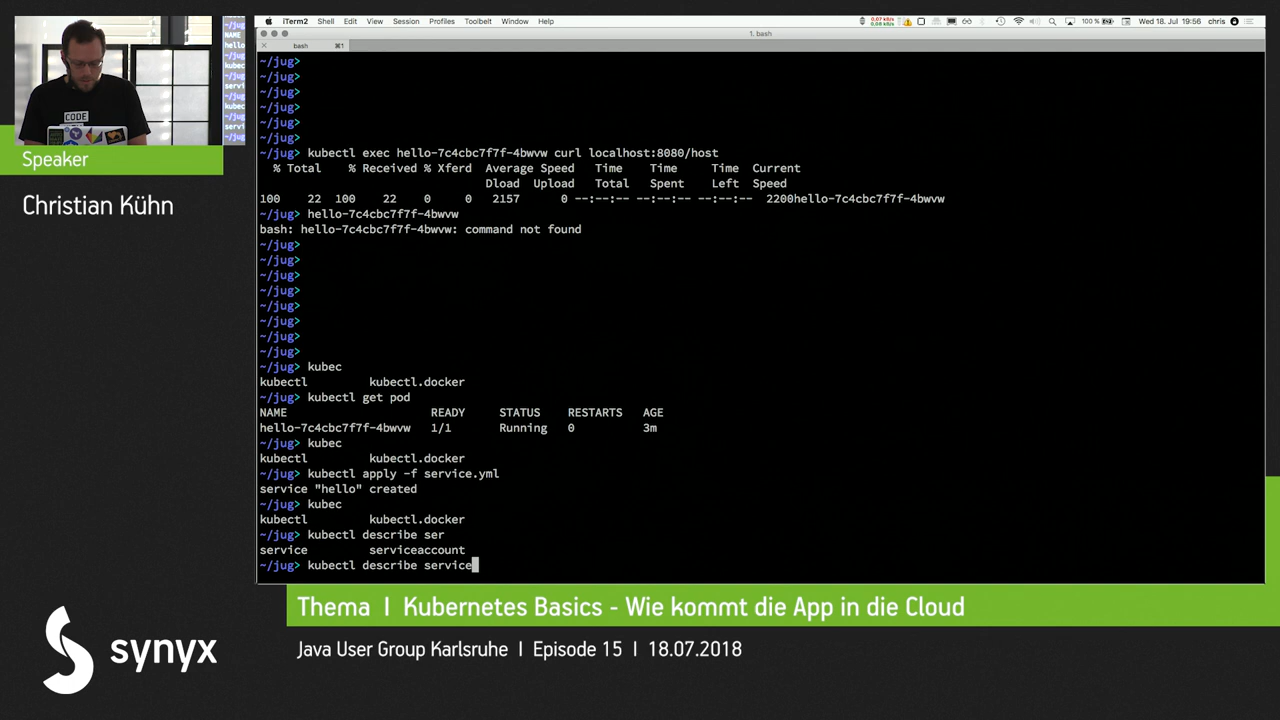 iTerm2 Shell Edit View Session Profiles Toolbelt Window Help
0.07 kB/s
0.08 kB/s
100 %
Wed 18. Jul 19:56 chris
1. bash
bash ⌘1
~/jug>
~/jug>
~/jug>
~/jug>
~/jug>
~/jug>
~/jug> kubectl exec hello-7c4cbc7f7f-4bwvw curl localhost:8080/host
% Total % Received % Xferd Average Speed Time Time Time Current
Dload Upload Total Spent Left Speed
100 22 100 22 0 0 2157 0 --:--:-- --:--:-- --:--:-- 2200hello-7c4cbc7f7f-4bwvw
~/jug> hello-7c4cbc7f7f-4bwvw
bash: hello-7c4cbc7f7f-4bwvw: command not found
~/jug>
~/jug>
~/jug>
~/jug>
~/jug>
~/jug>
~/jug>
~/jug>
~/jug> kubec
kubectl kubectl.docker
~/jug> kubectl get pod
NAME READY STATUS RESTARTS AGE
hello-7c4cbc7f7f-4bwvw 1/1 Running 0 3m
~/jug> kubec
kubectl kubectl.docker
~/jug> kubectl apply -f service.yml
service "hello" created
~/jug> kubec
kubectl kubectl.docker
~/jug> kubectl describe ser
service serviceaccount
~/jug> kubectl describe service
CODE
Speaker
Christian Kühn
Thema I Kubernetes Basics - Wie kommt die App in die Cloud
Java User Group Karlsruhe I Episode 15 I 18.07.2018
synyx